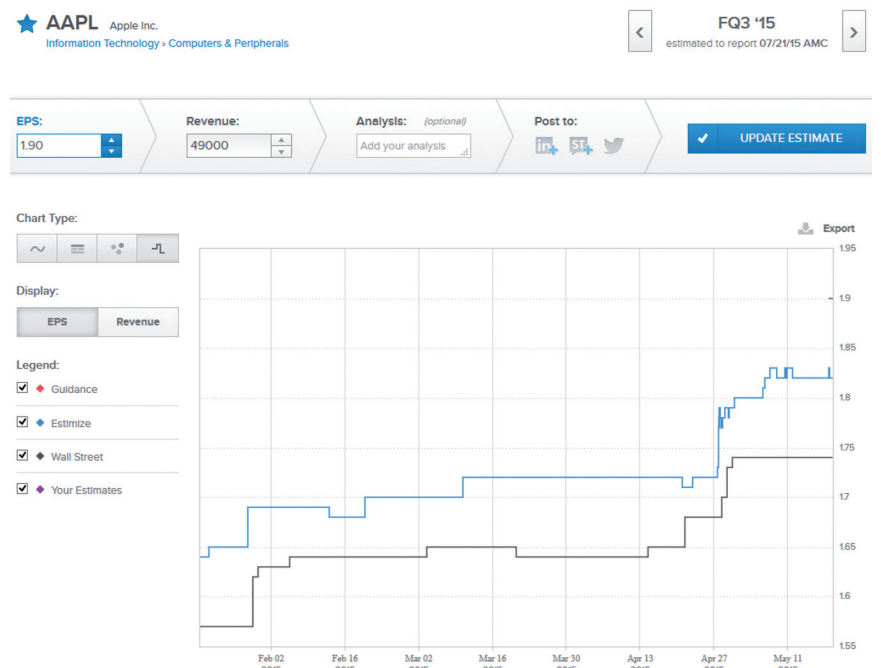 AAPL Apple Inc.
Information Technology › Computers & Peripherals
FQ3 ‘15
estimated to report 07/21/15 AMC
EPS:
1.90
Revenue:
49000
Analysis: (optional)
Add your analysis
Post to:
in+
ST+
UPDATE ESTIMATE
Chart Type:
Display:
EPS
Revenue
Legend:
Guidance
Estimize
Wall Street
Your Estimates
Export
1.95
1.9
1.85
1.8
1.75
1.7
1.65
1.6
1.55
Feb 02
Feb 16
Mar 02
Mar 16
Mar 30
Apr 13
Apr 27
May 11